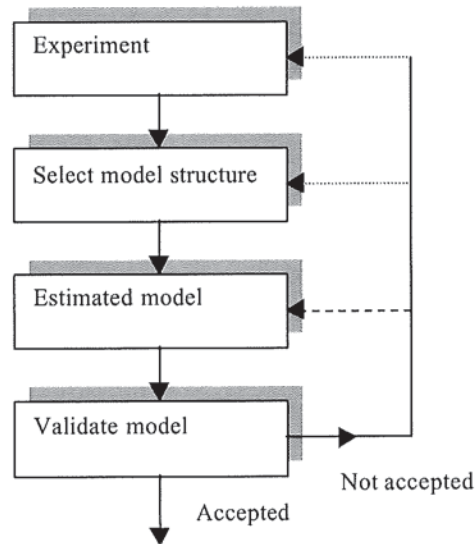 Experiment
Select model structure
Estimated model
Validate model
Not accepted
Accepted